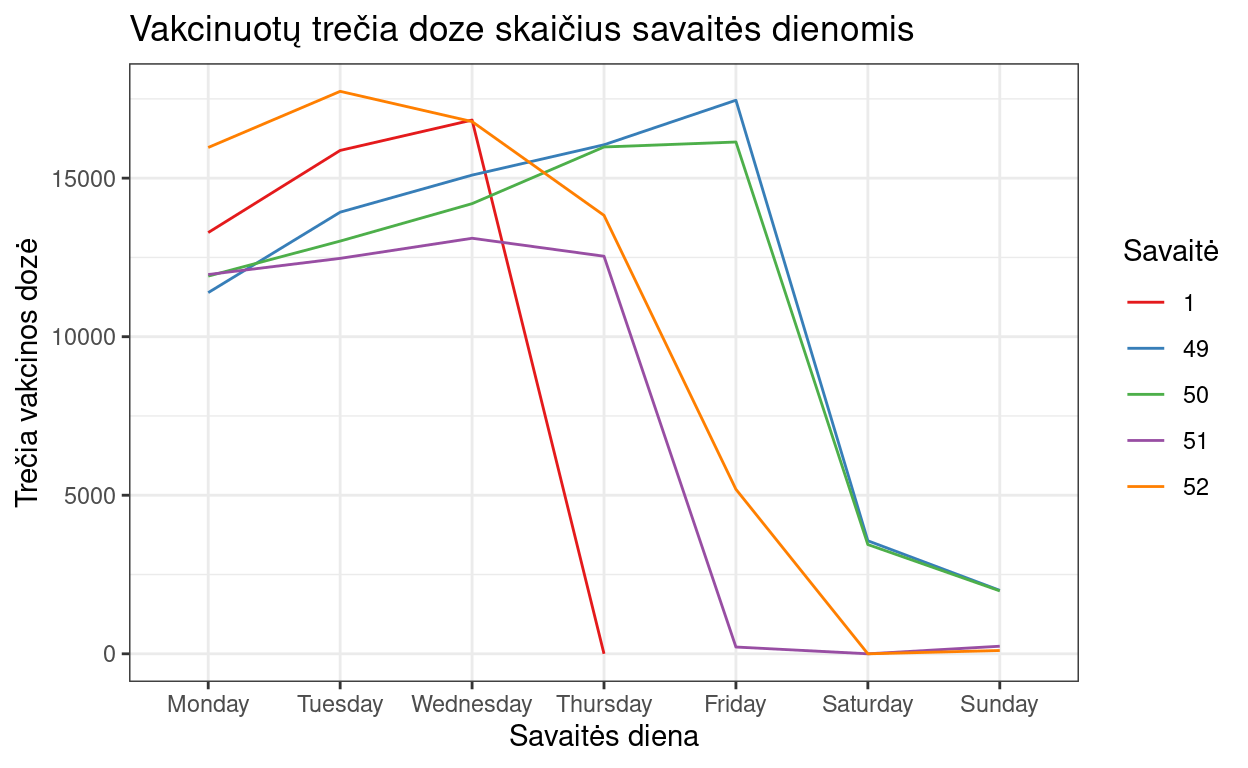 Vakcinuotų trečia doze skaičius savaitės dienomis
Trečia vakcinos dozė
15000
10000
5000
0
Monday
Tuesday
Wednesday
Thursday
Friday
Saturday
Sunday
Savaitės diena
Savaitė
1
49
50
51
52